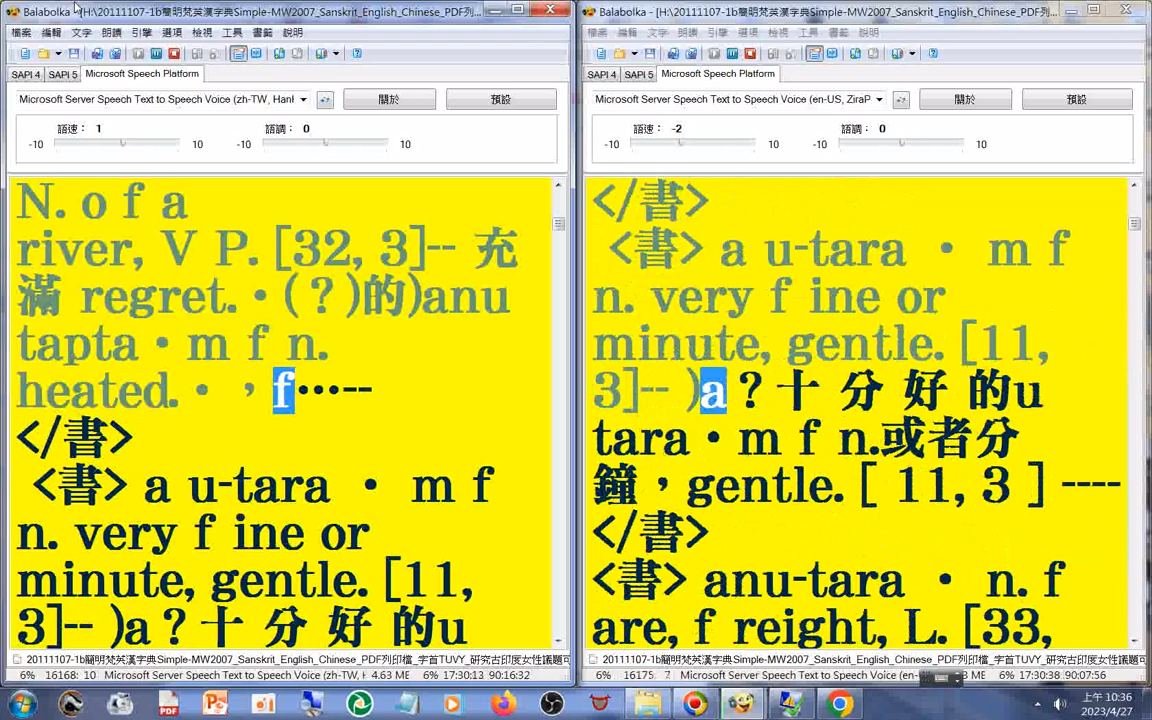 Balabolka - [H:\20111107-1b簡明梵英漢字典Simple-MW2007_Sanskrit_English_Chinese_PDF列...
檔案 編輯 文字 朗讀 引擎 選項 檢視 工具 書籤 說明
SAPI 4 SAPI 5 Microsoft Speech Platform
Microsoft Server Speech Text to Speech Voice (zh-TW, HanH 關於 預設
語速: 1 語調: 0
-10 10 -10 10
N. o f a
river, V P. [32, 3]-- 充
滿 regret.·(？)的)anu
tapta·m f n.
heated.· ，f…--
</書>
<書> a u-tara · m f
n. very f ine or
minute, gentle. [11,
3]-- )a？十 分 好 的u
20111107-1b簡明梵英漢字典Simple-MW2007_Sanskrit_English_Chinese_PDF列印檔_字首TUVY_研究古印度女性議題可
6% 16168: 10 Microsoft Server Speech Text to Speech Voice (zh-TW, H 4.63 ME 6% 17:30:13 90:16:32
Balabolka - [H:\20111107-1b簡明梵英漢字典Simple-MW2007_Sanskrit_English_Chinese_PDF列印...
檔案 編輯 文字 朗讀 引擎 選項 檢視 工具 書籤 說明
SAPI 4 SAPI 5 Microsoft Speech Platform
Microsoft Server Speech Text to Speech Voice (en-US, ZiraP 關於 預設
語速: -2 語調: 0
-10 10 -10 10
</書>
<書> a u-tara · m f
n. very f ine or
minute, gentle. [11,
3]-- )a？十 分 好 的u
tara·m f n.或者分
鐘，gentle. [ 11, 3 ] ----
</書>
<書> anu-tara · n. f
are, f reight, L. [33,
20111107-1b簡明梵英漢字典Simple-MW2007_Sanskrit_English_Chinese_PDF列印檔_字首TUVY_研究古印度女性議題可
6% 16175: 7 Microsoft Server Speech Text to Speech Voice (en-US 3 ME 6% 17:30:38 90:07:56
上午 10:36
2023/4/27